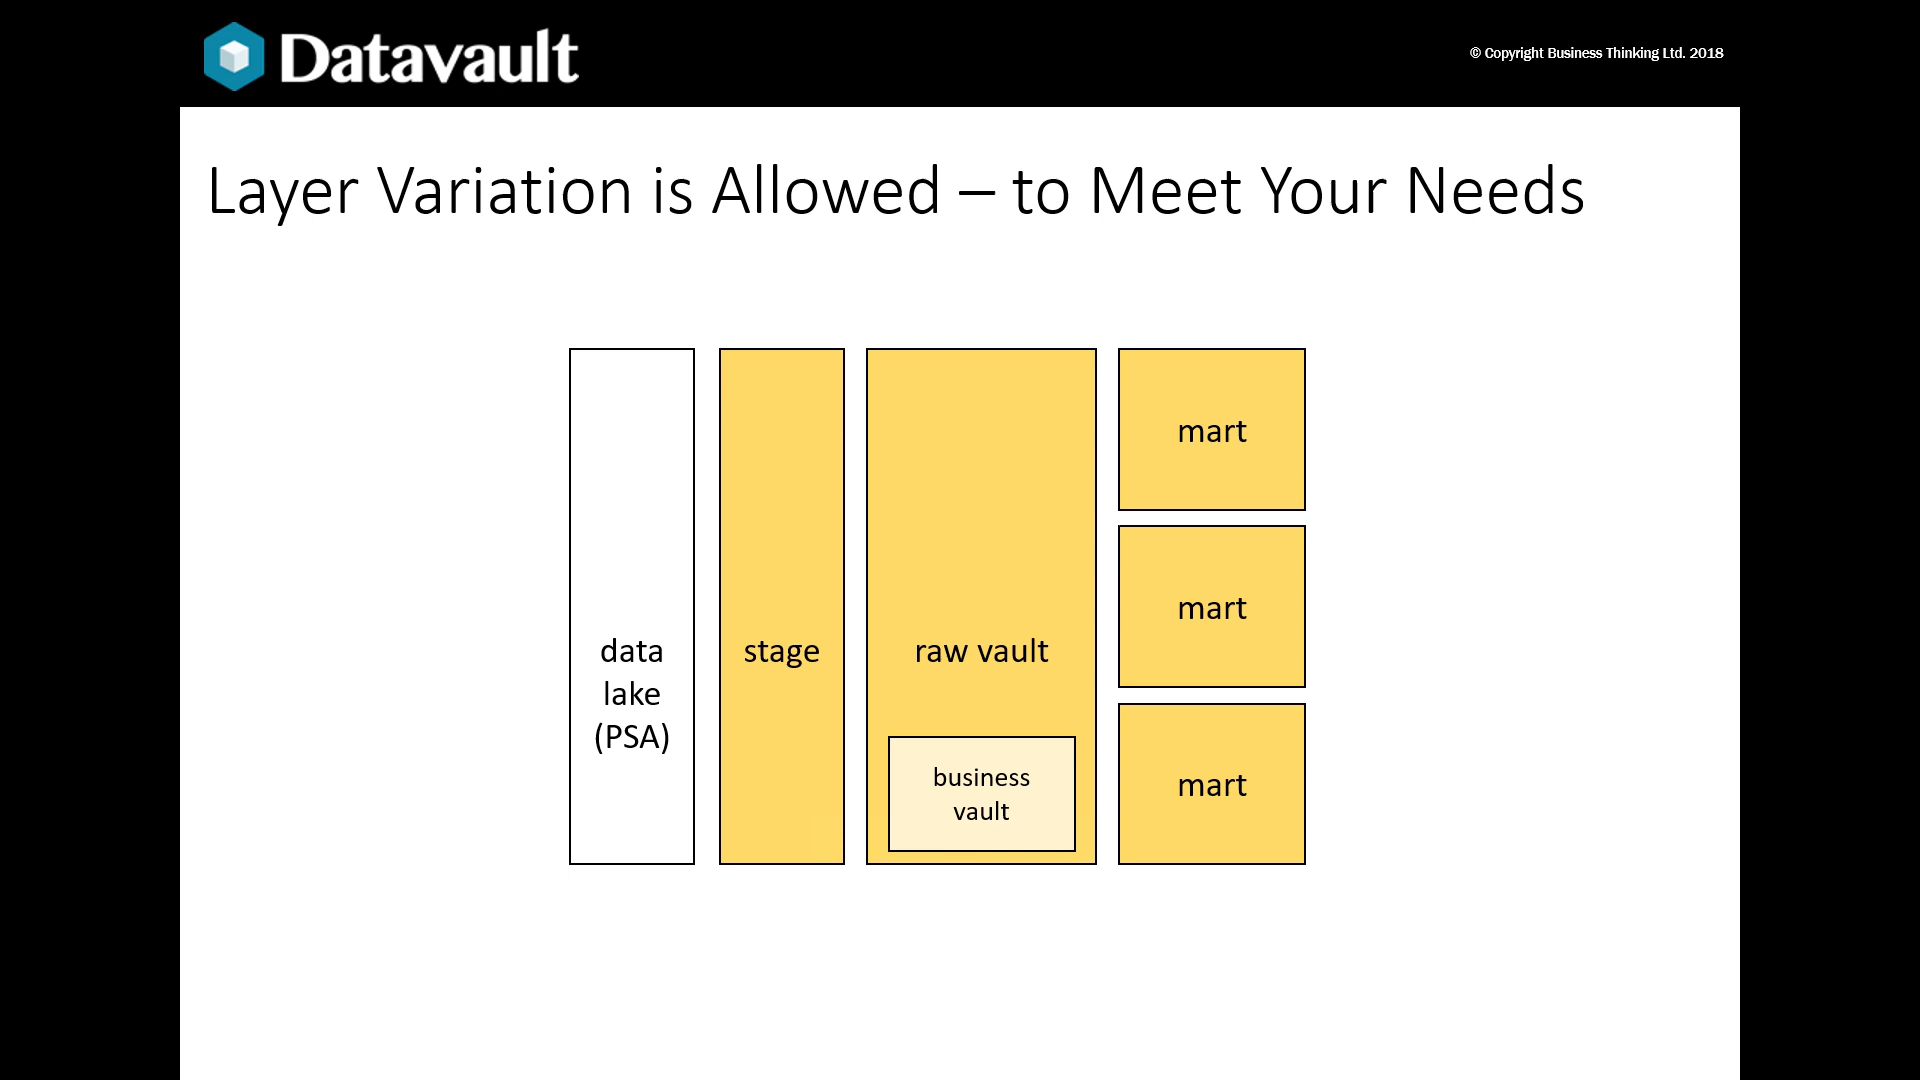 Datavault
© Copyright Business Thinking Ltd. 2018
Layer Variation is Allowed – to Meet Your Needs
data
lake
(PSA)
stage
raw vault
business
vault
mart
mart
mart